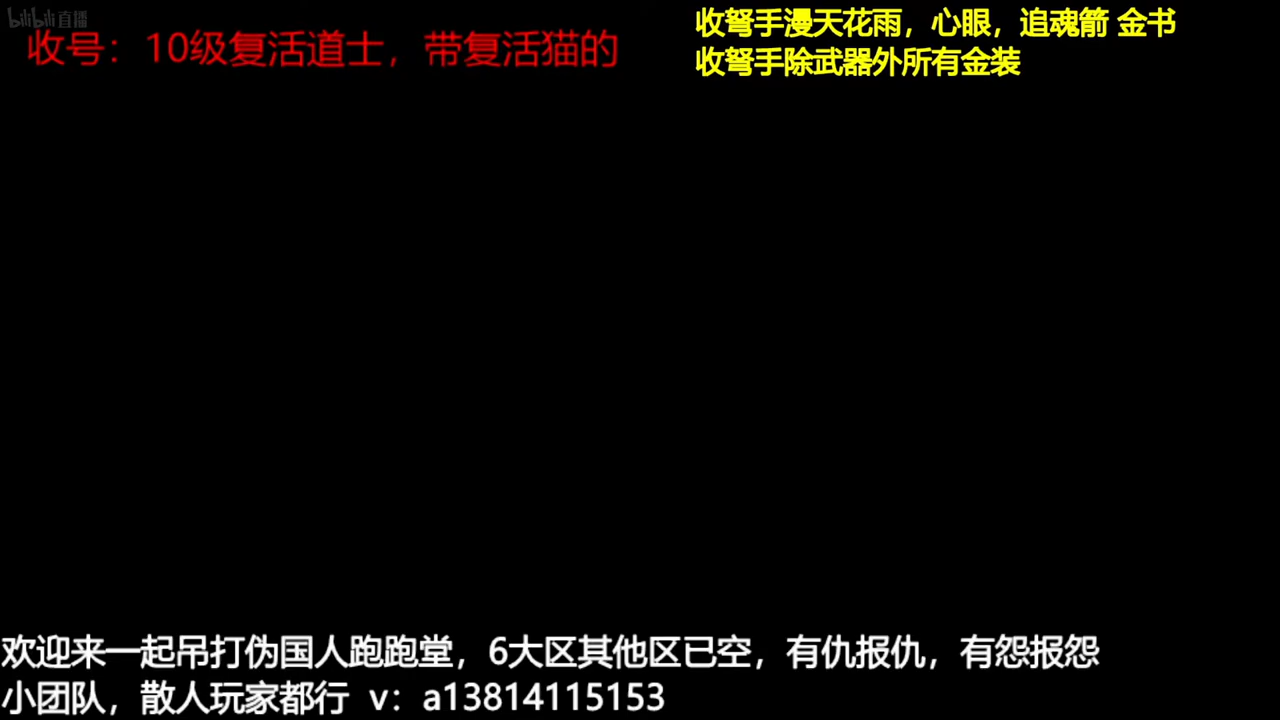 bilibili直播
收号：10级复活道士，带复活猫的
收弩手漫天花雨，心眼，追魂箭 金书
收弩手除武器外所有金装
欢迎来一起吊打伪国人跑跑堂，6大区其他区已空，有仇报仇，有怨报怨
小团队，散人玩家都行 v：a13814115153